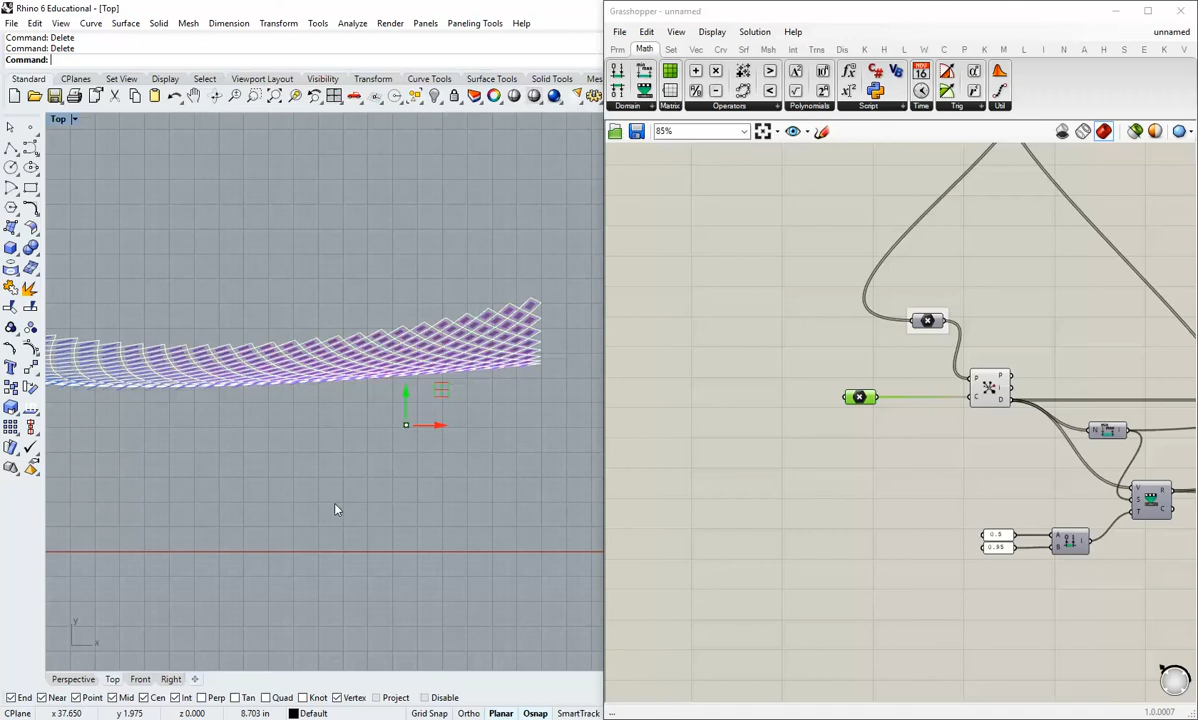 Rhino 6 Educational - [Top]
File Edit View Curve Surface Solid Mesh Dimension Transform Tools Analyze Render Panels Paneling Tools Help
Command: Delete
Command: Delete
Command:
Standard CPlanes Set View Display Select Viewport Layout Visibility Transform Curve Tools Surface Tools Solid Tools Mes
Top
y
x
Perspective Top Front Right
End Near Point Mid Cen Int Perp Tan Quad Knot Vertex Project Disable
CPlane x 37.650 y 1.975 z 0.000 8.703 in Default Grid Snap Ortho Planar Osnap SmartTrack
Grasshopper - unnamed
File Edit View Display Solution Help unnamed
Prm Math Set Vec Crv Srf Msh Int Trns Dis K D L U W C J M A H S E K
Domain Matrix Operators Polynomials Script Time Trig Util
85%
P P
I
C D
N I
V R
S
T C
0.5 A
0.95 B I
... 1.0.0007